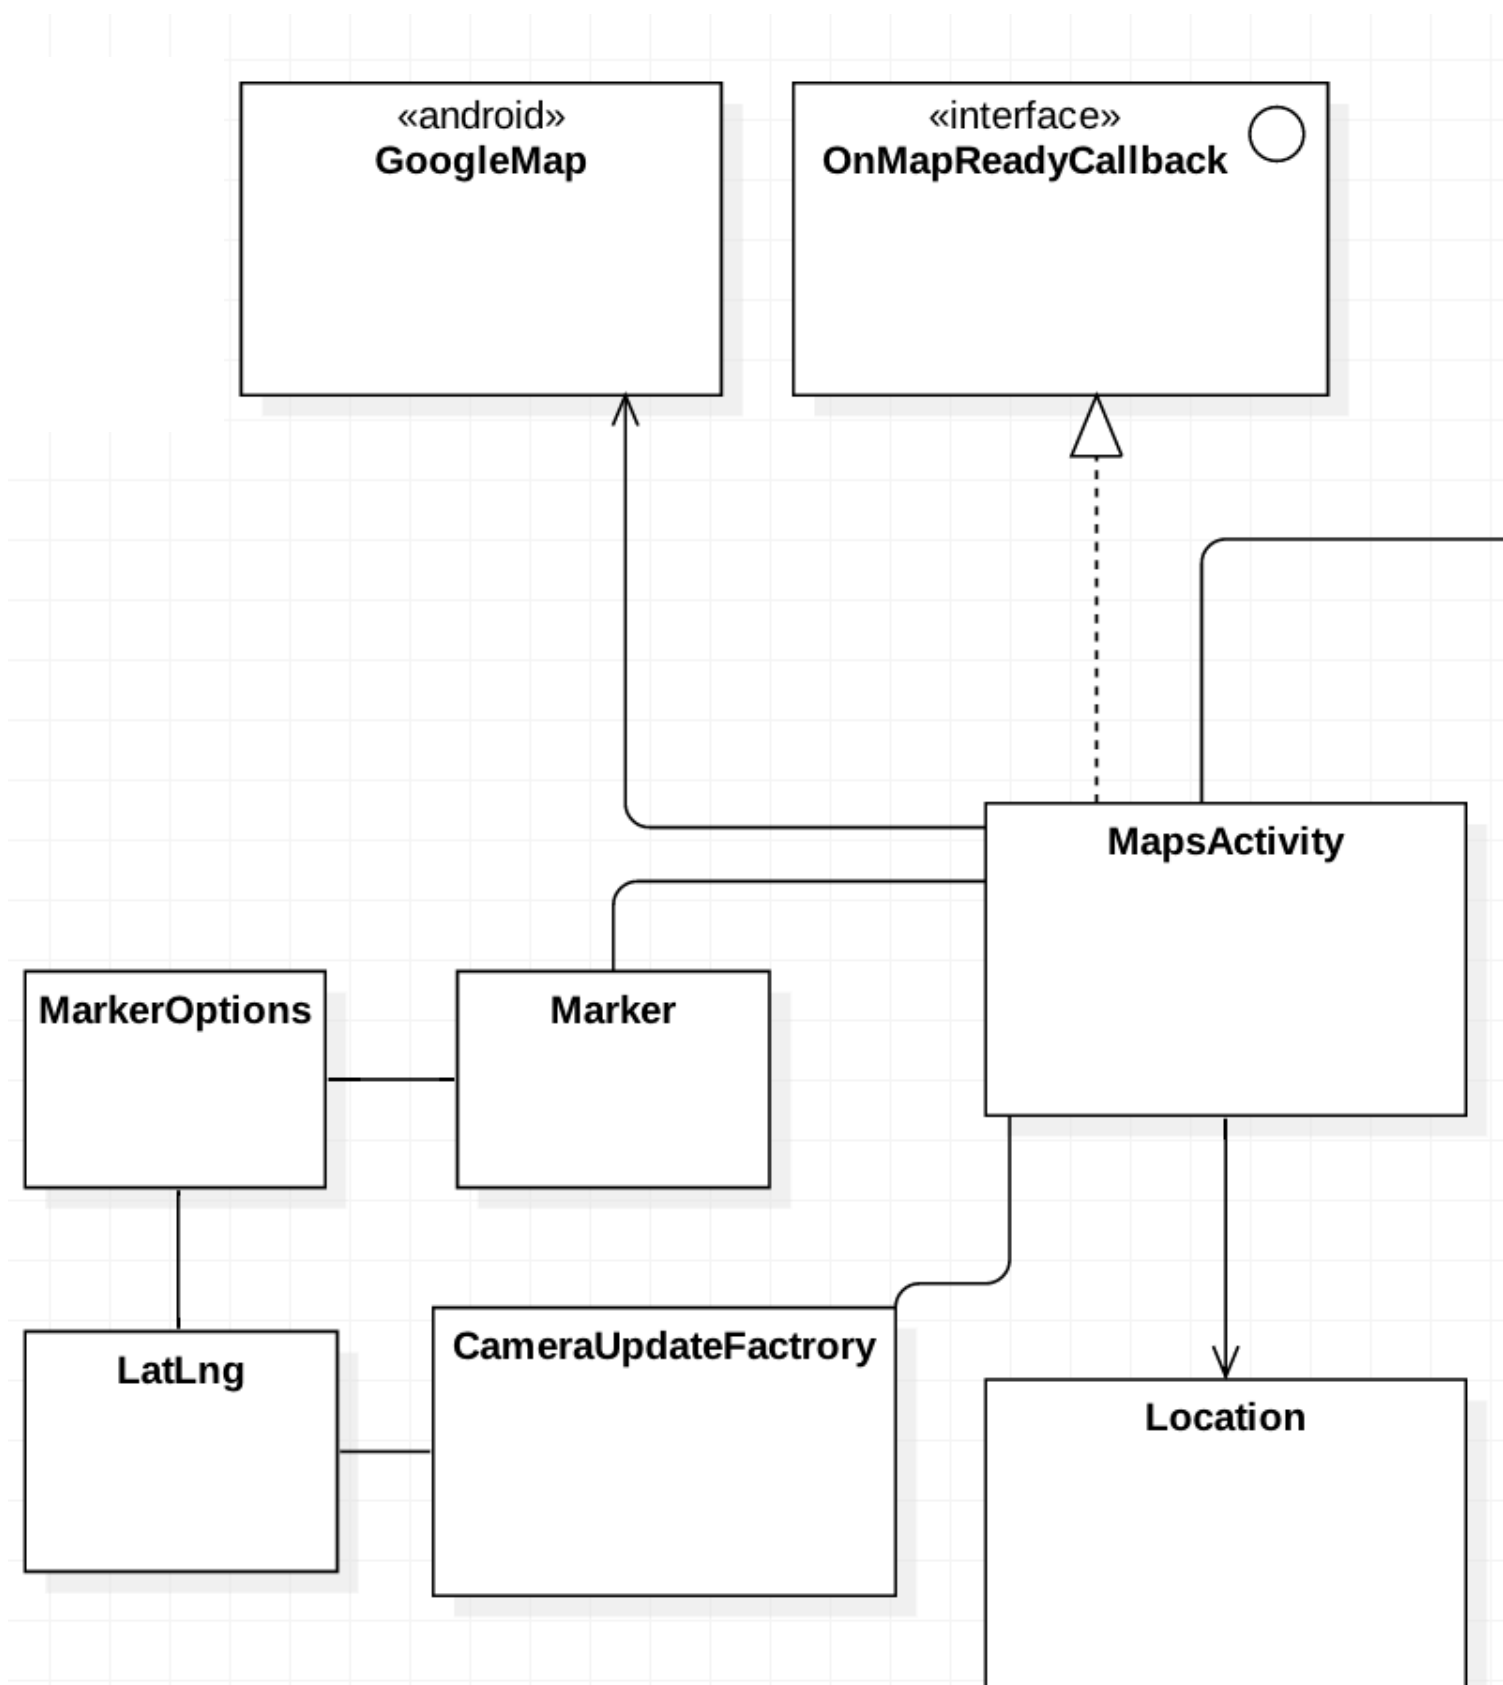 «android»
GoogleMap
«interface»
OnMapReadyCallback
MapsActivity
MarkerOptions
Marker
LatLng
CameraUpdateFactrory
Location